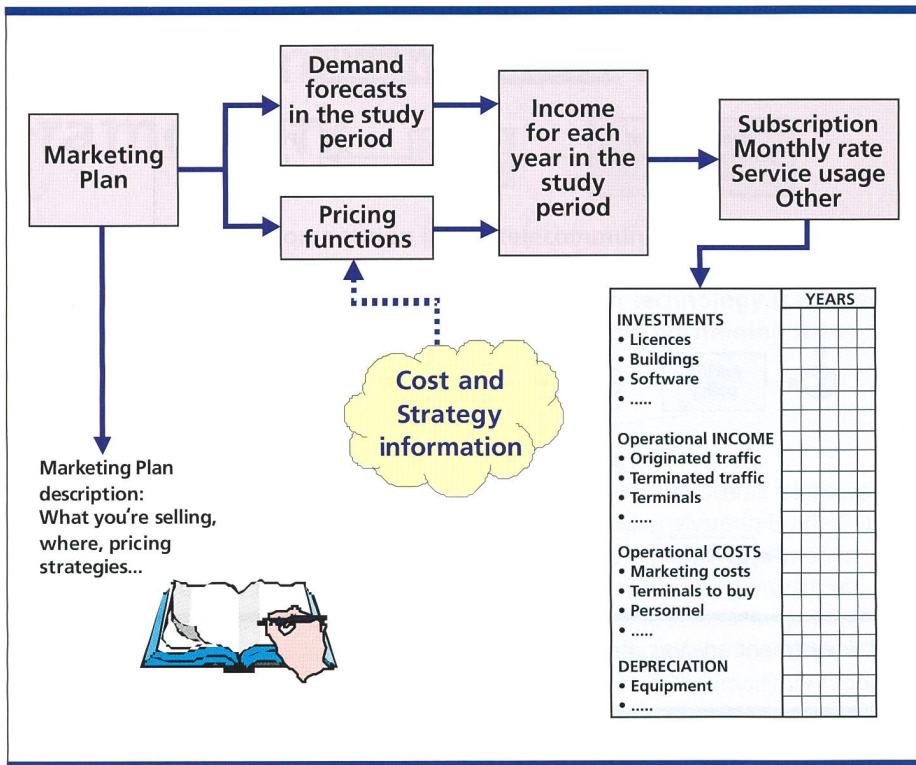 Marketing
Plan
Demand
forecasts
in the study
period
Pricing
functions
Income
for each
year in the
study
period
Subscription
Monthly rate
Service usage
Other
Cost and
Strategy
information
Marketing Plan
description:
What you're selling,
where, pricing
strategies...
YEARS
INVESTMENTS
• Licences
• Buildings
• Software
• .....
Operational INCOME
• Originated traffic
• Terminated traffic
• Terminals
• .....
Operational COSTS
• Marketing costs
• Terminals to buy
• Personnel
• .....
DEPRECIATION
• Equipment
• .....